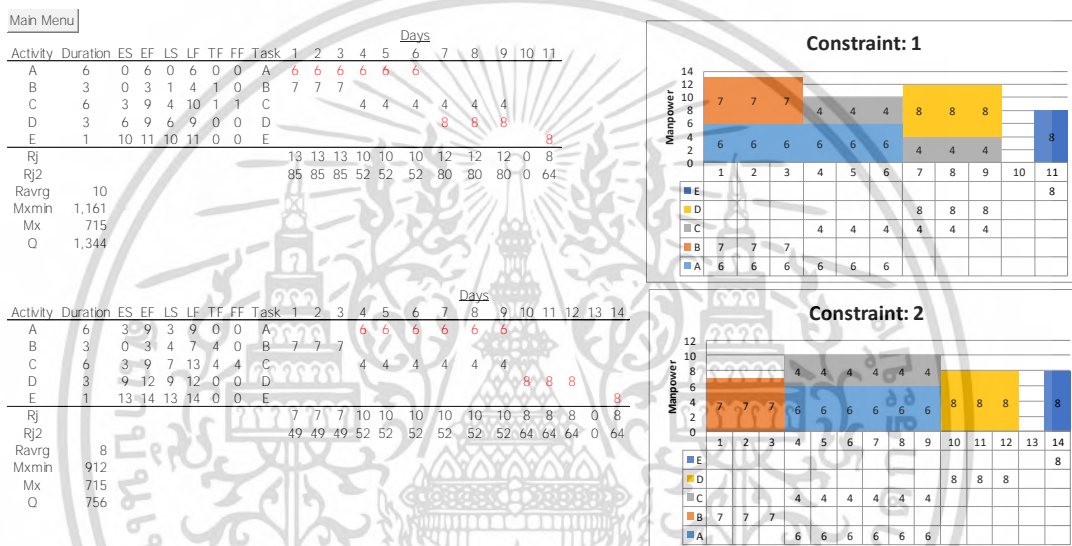 Main Menu
Days
Activity Duration ES EF LS LF TF FF Task 1 2 3 4 5 6 7 8 9 10 11
A 6 0 6 0 6 0 0 A 6 6 6 6 6 6
B 3 0 3 1 4 1 0 B 7 7 7
C 6 3 9 4 10 1 1 C 4 4 4 4 4 4
D 3 6 9 6 9 0 0 D 8 8 8
E 1 10 11 10 11 0 0 E 8
Rj 13 13 13 10 10 10 12 12 12 0 8
Rj2 85 85 85 52 52 52 80 80 80 0 64
Ravrg 10
Mxmin 1,161
Mx 715
Q 1,344
Constraint: 1
Manpower
14
12
10
8
6
4
2
0
7 7 7 4 4 4 8 8 8
6 6 6 6 6 6 4 4 4 8
1 2 3 4 5 6 7 8 9 10 11
E 8
D 8 8 8
C 4 4 4 4 4 4
B 7 7 7
A 6 6 6 6 6 6
Days
Activity Duration ES EF LS LF TF FF Task 1 2 3 4 5 6 7 8 9 10 11 12 13 14
A 6 3 9 3 9 0 0 A 6 6 6 6 6 6
B 3 0 3 4 7 4 0 B 7 7 7
C 6 3 9 7 13 4 4 C 4 4 4 4 4 4
D 3 9 12 9 12 0 0 D 8 8 8
E 1 13 14 13 14 0 0 E 8
Rj 7 7 7 10 10 10 10 10 10 8 8 8 0 8
Rj2 49 49 49 52 52 52 52 52 52 64 64 64 0 64
Ravrg 8
Mxmin 912
Mx 715
Q 756
Constraint: 2
Manpower
12
10
8
6
4
2
0
4 4 4 4 4 4
7 7 7 6 6 6 6 6 6 8 8 8 8
1 2 3 4 5 6 7 8 9 10 11 12 13 14
E 8
D 8 8 8
C 4 4 4 4 4 4
B 7 7 7
A 6 6 6 6 6 6